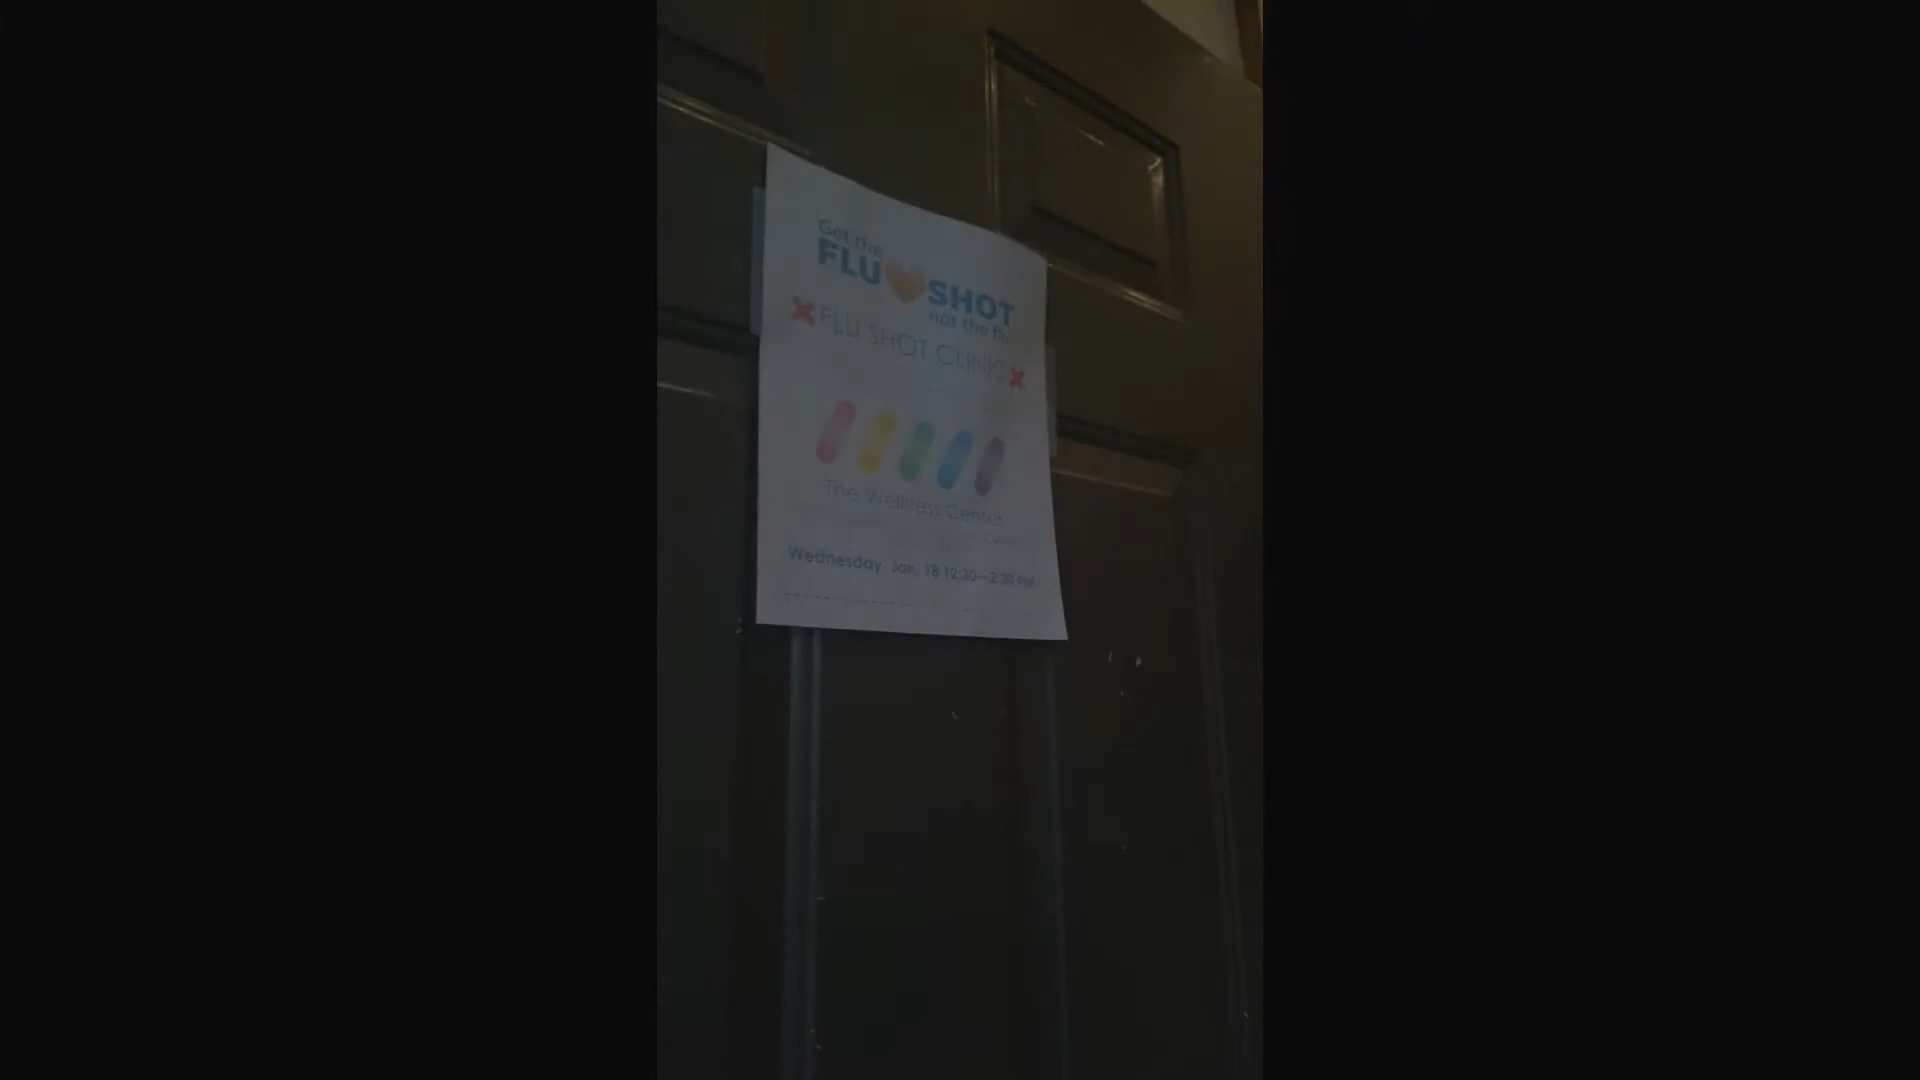 Get the
FLU SHOT
not the flu
FLU SHOT CLINIC
The Wellness Center
Wednesday, Jan. 18 12:30—2:30 PM